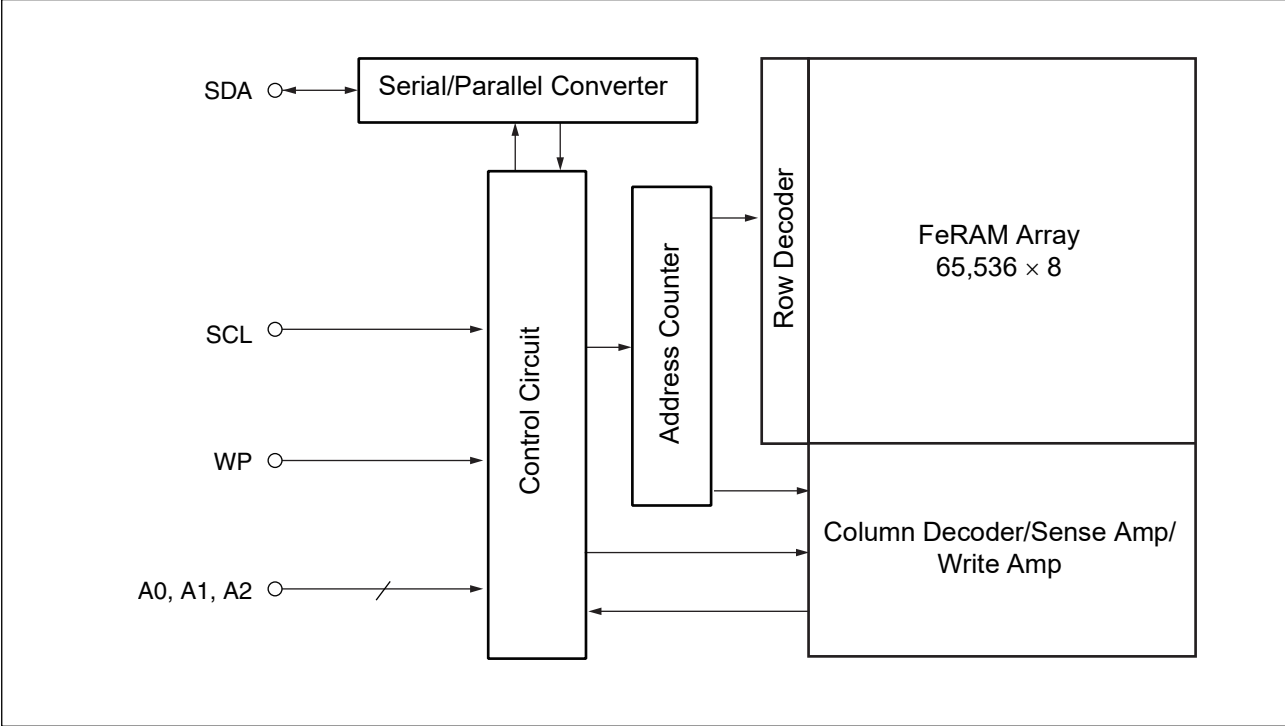 SDA
Serial/Parallel Converter
SCL
WP
A0, A1, A2
Control Circuit
Address Counter
Row Decoder
FeRAM Array
65,536 × 8
Column Decoder/Sense Amp/
Write Amp